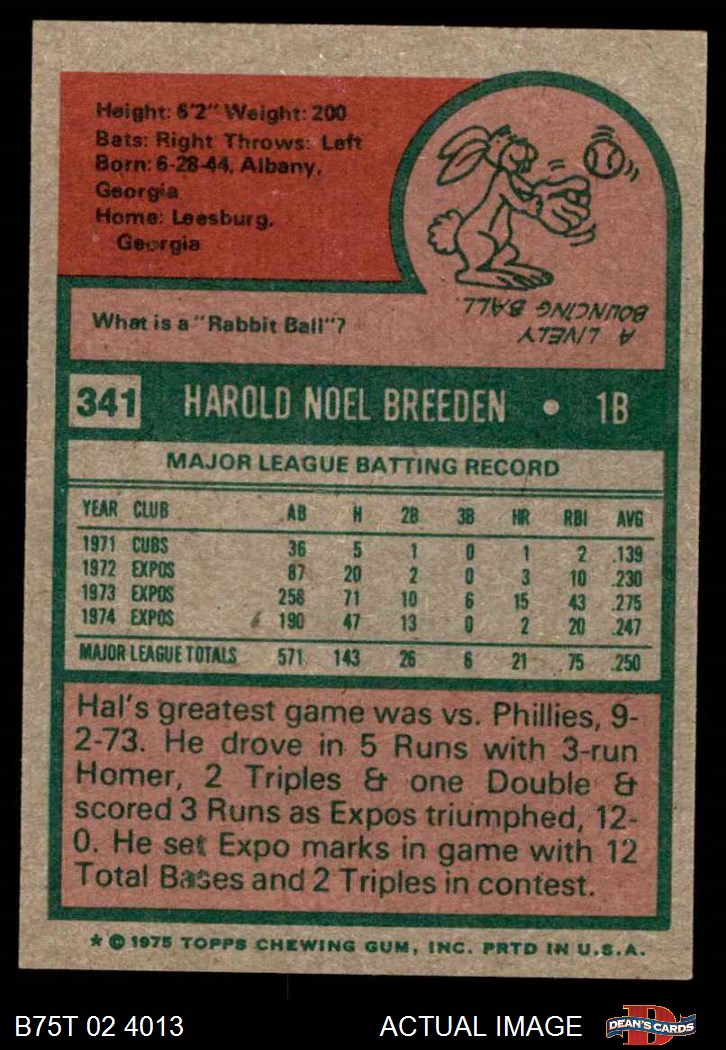 Height: 6'2" Weight: 200
Bats: Right Throws: Left
Born: 6-28-44, Albany,
Georgia
Home: Leesburg,
Georgia
What is a "Rabbit Ball"?
A LIVELY
BOUNCING BALL.
341 HAROLD NOEL BREEDEN • 1B
MAJOR LEAGUE BATTING RECORD
YEAR CLUB AB H 2B 3B HR RBI AVG
1971 CUBS 36 5 1 0 1 2 .139
1972 EXPOS 87 20 2 0 3 10 .230
1973 EXPOS 258 71 10 6 15 43 .275
1974 EXPOS 190 47 13 0 2 20 .247
MAJOR LEAGUE TOTALS 571 143 26 6 21 75 .250
Hal's greatest game was vs. Phillies, 9-
2-73. He drove in 5 Runs with 3-run
Homer, 2 Triples & one Double &
scored 3 Runs as Expos triumphed, 12-
0. He set Expo marks in game with 12
Total Bases and 2 Triples in contest.
* © 1975 TOPPS CHEWING GUM, INC. PRTD IN U.S.A.
B75T 02 4013 ACTUAL IMAGE DEAN'S CARDS